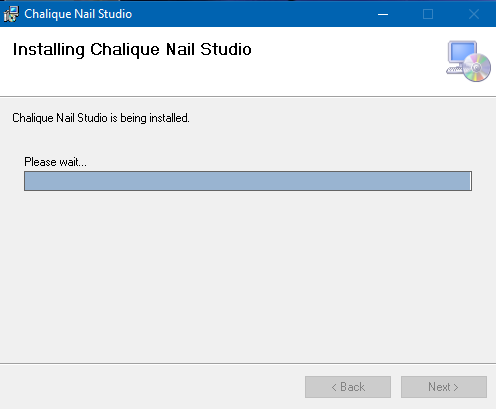 Chalique Nail Studio
Installing Chalique Nail Studio
Chalique Nail Studio is being installed.
Please wait...
< Back
Next >